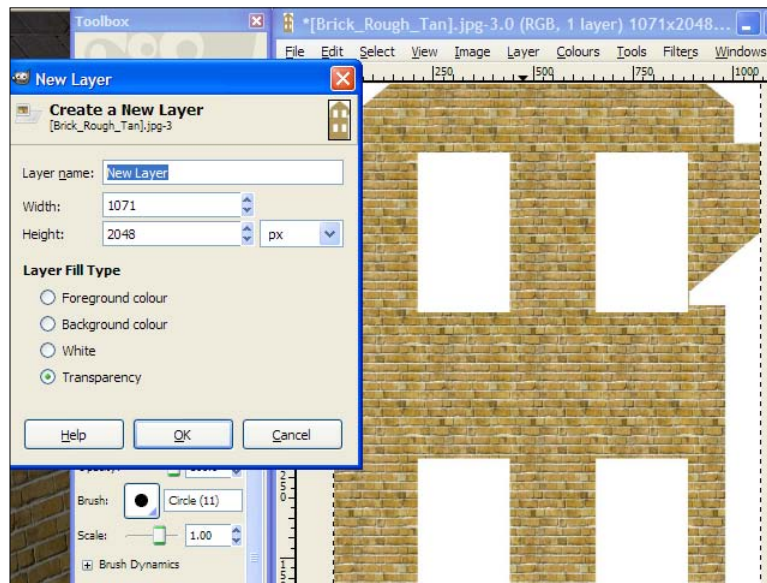 Toolbox
*[Brick_Rough_Tan].jpg-3.0 (RGB, 1 layer) 1071x2048...
File Edit Select View Image Layer Colours Tools Filters Windows
250 500 750 1000
New Layer
Create a New Layer
[Brick_Rough_Tan].jpg-3
Layer name: New Layer
Width: 1071
Height: 2048 px
Layer Fill Type
Foreground colour
Background colour
White
Transparency
Help OK Cancel
Brush: Circle (11)
Scale: 1.00
Brush Dynamics